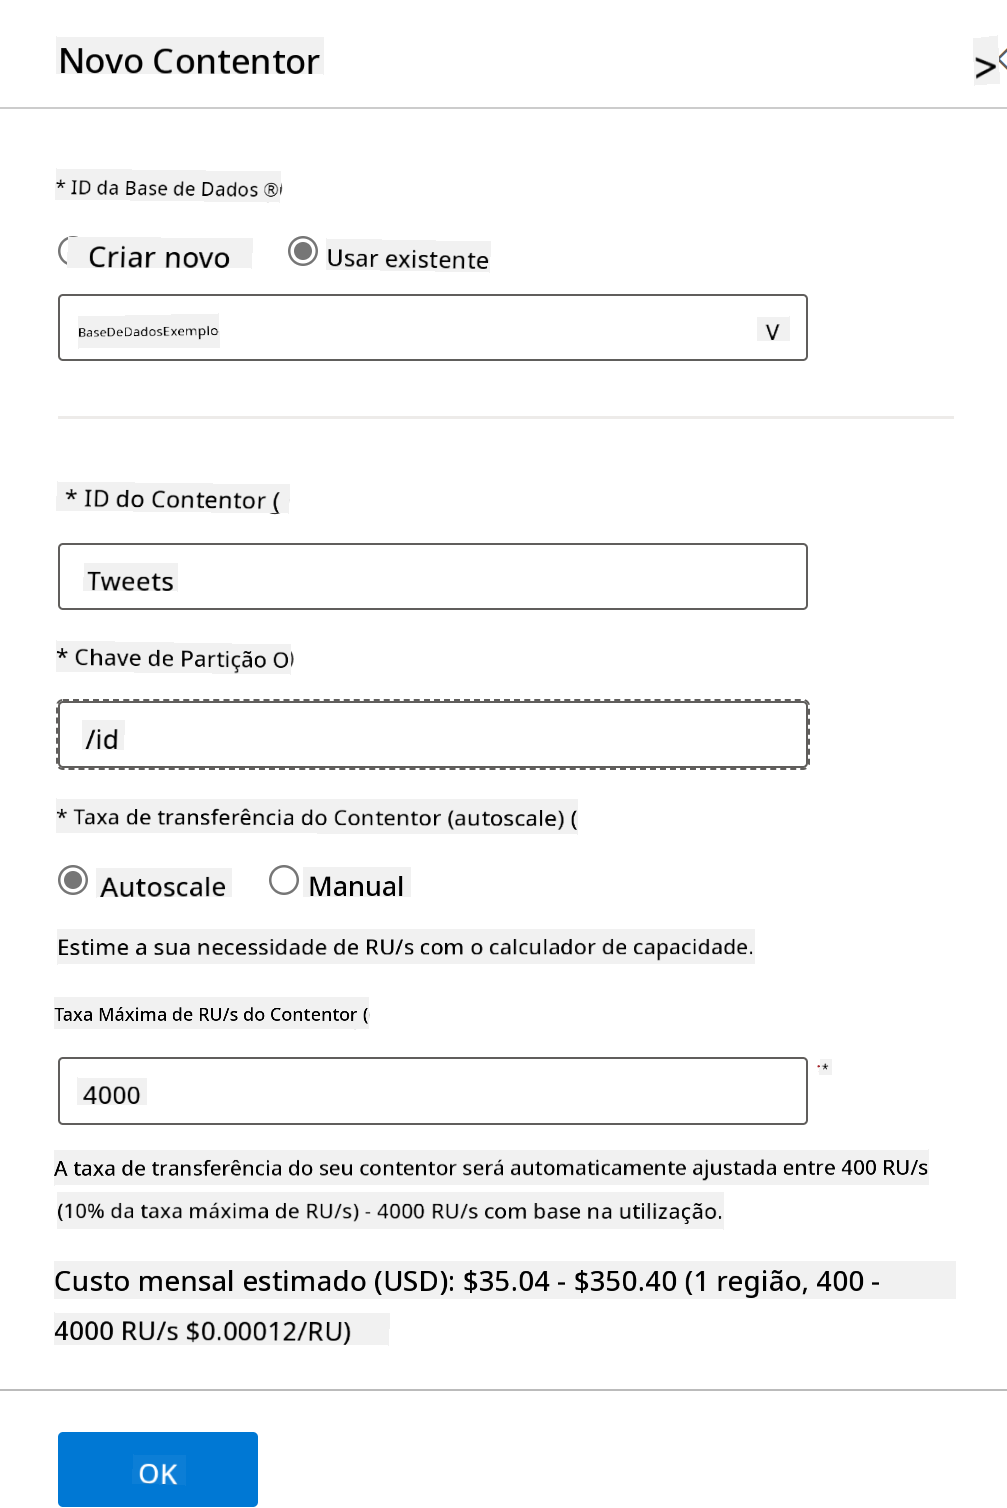 Novo Contentor
>
* ID da Base de Dados ®
Criar novo
Usar existente
BaseDeDadosExemplo
V
* ID do Contentor (
Tweets
* Chave de Partição O
/id
* Taxa de transferência do Contentor (autoscale) (
Autoscale
Manual
Estime a sua necessidade de RU/s com o calculador de capacidade.
Taxa Máxima de RU/s do Contentor (
4000
*
A taxa de transferência do seu contentor será automaticamente ajustada entre 400 RU/s
(10% da taxa máxima de RU/s) - 4000 RU/s com base na utilização.
Custo mensal estimado (USD): $35.04 - $350.40 (1 região, 400 -
4000 RU/s $0.00012/RU)
OK